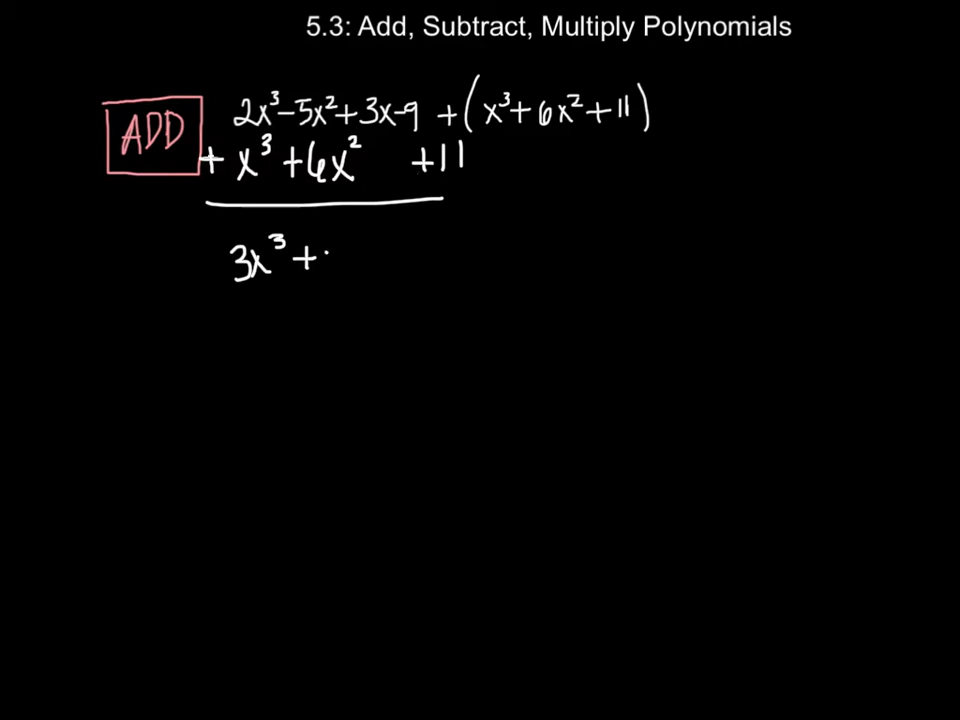 5.3: Add, Subtract, Multiply Polynomials
ADD
2x³-5x²+3x-9 +(x³+6x²+11)
+ x³+6x² +11
3x³+